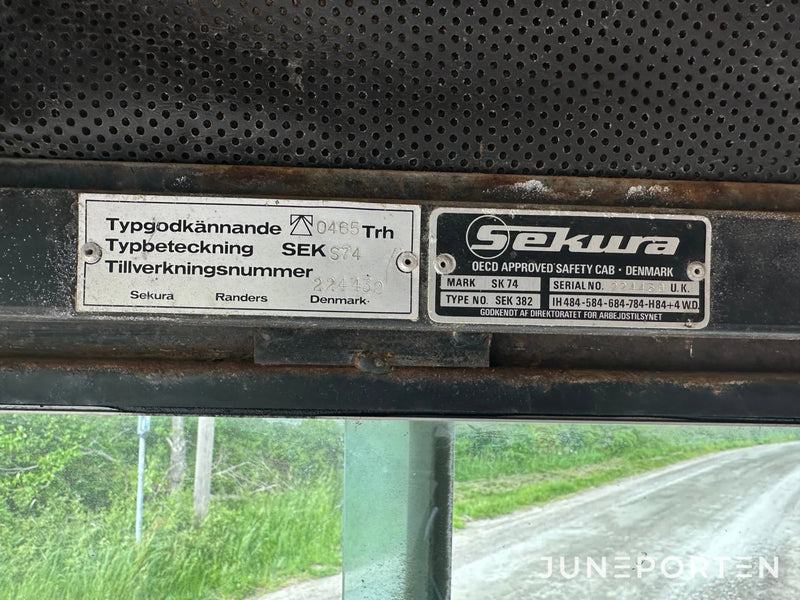 Typgodkännande 0465 Trh
Typbeteckning SEK S74
Tillverkningsnummer
224430
Sekura Randers Denmark
Sekura
OECD APPROVED SAFETY CAB · DENMARK
MARK SK 74 SERIAL NO. U.K.
TYPE NO. SEK 382 IH 484-584-684-784-H84+4 W.D.
GODKENDT AF DIREKTORATET FOR ARBEJDSTILSYNET
JUNEPORTEN